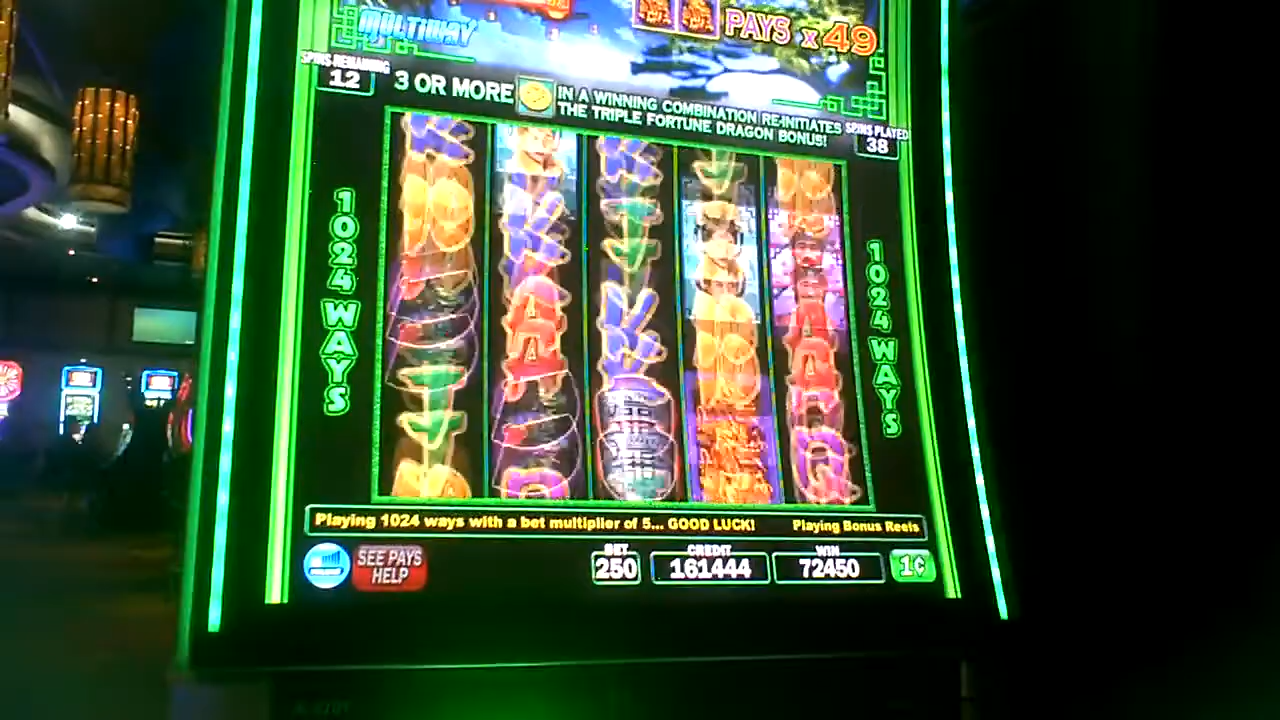 MULTIWAY
PAYS x 49
SPINS REMAINING
12
3 OR MORE
IN A WINNING COMBINATION RE-INITIATES
THE TRIPLE FORTUNE DRAGON BONUS!
SPINS PLAYED
38
1024 WAYS
1024 WAYS
Playing 1024 ways with a bet multiplier of 5... GOOD LUCK!
Playing Bonus Reels
SEE PAYS
HELP
BET
250
CREDIT
161444
WIN
72450
1¢